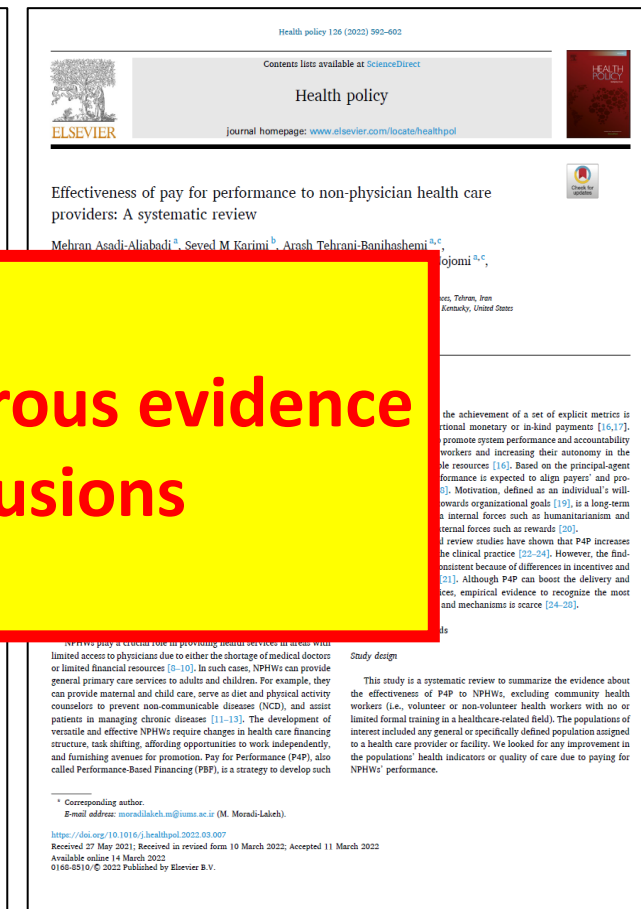 Health policy 126 (2022) 592–602
Contents lists available at ScienceDirect
Health policy
journal homepage: www.elsevier.com/locate/healthpol
ELSEVIER
HEALTH
POLICY
Check for
updates
Effectiveness of pay for performance to non-physician health care
providers: A systematic review
Mehran Asadi-Aliabadi a, Seyed M Karimi b, Arash Tehrani-Banihashemi a,c,
ojomi a,c,
nces, Tehran, Iran
Kentucky, United States
rous evidence
usions
the achievement of a set of explicit metrics is
rtional monetary or in-kind payments [16,17].
promote system performance and accountability
workers and increasing their autonomy in the
le resources [16]. Based on the principal-agent
formance is expected to align payers' and pro-
8]. Motivation, defined as an individual's will-
owards organizational goals [19], is a long-term
a internal forces such as humanitarianism and
ternal forces such as rewards [20].
d review studies have shown that P4P increases
he clinical practice [22–24]. However, the find-
onsistent because of differences in incentives and
[21]. Although P4P can boost the delivery and
ices, empirical evidence to recognize the most
and mechanisms is scarce [24–28].
ds
NPHWs play a crucial role in providing health services in areas with
limited access to physicians due to either the shortage of medical doctors
or limited financial resources [8–10]. In such cases, NPHWs can provide
general primary care services to adults and children. For example, they
can provide maternal and child care, serve as diet and physical activity
counselors to prevent non-communicable diseases (NCD), and assist
patients in managing chronic diseases [11–13]. The development of
versatile and effective NPHWs require changes in health care financing
structure, task shifting, affording opportunities to work independently,
and furnishing avenues for promotion. Pay for Performance (P4P), also
called Performance-Based Financing (PBF), is a strategy to develop such
Study design
This study is a systematic review to summarize the evidence about
the effectiveness of P4P to NPHWs, excluding community health
workers (i.e., volunteer or non-volunteer health workers with no or
limited formal training in a healthcare-related field). The populations of
interest included any general or specifically defined population assigned
to a health care provider or facility. We looked for any improvement in
the populations' health indicators or quality of care due to paying for
NPHWs' performance.
* Corresponding author.
E-mail address: moradilakeh.m@iums.ac.ir (M. Moradi-Lakeh).
https://doi.org/10.1016/j.healthpol.2022.03.007
Received 27 May 2021; Received in revised form 10 March 2022; Accepted 11 March 2022
Available online 14 March 2022
0168-8510/© 2022 Published by Elsevier B.V.